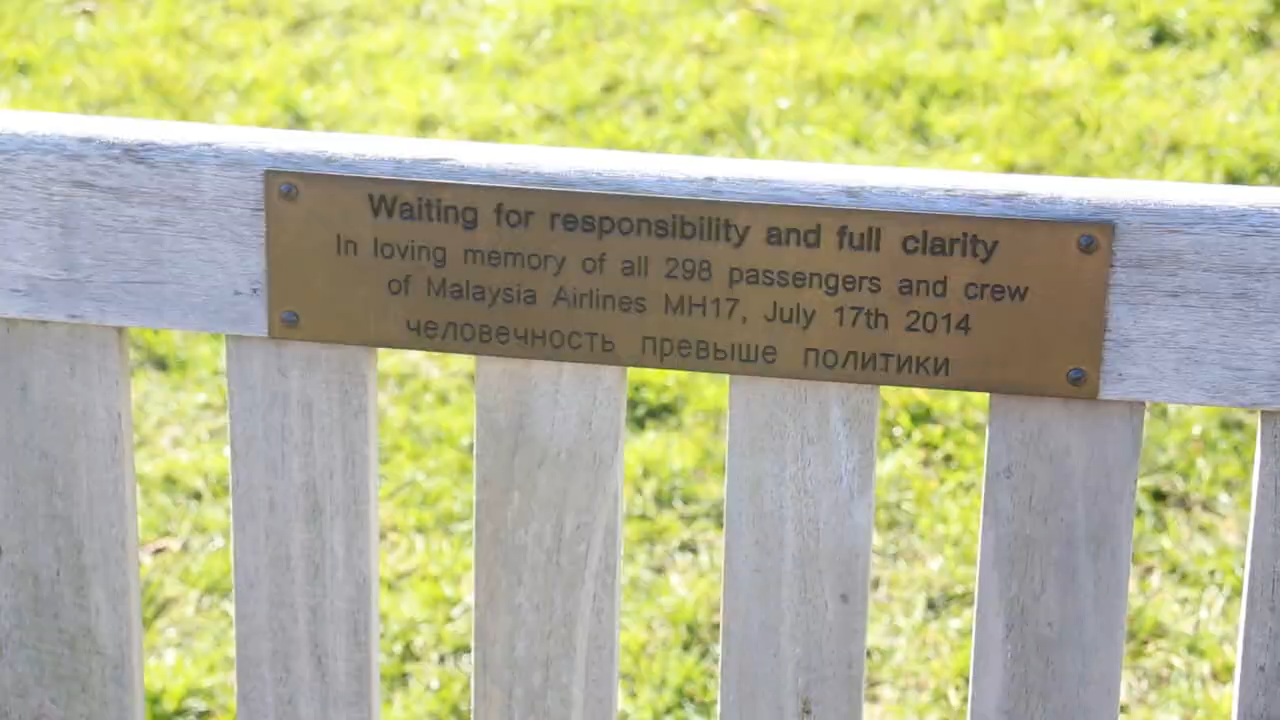 Waiting for responsibility and full clarity
In loving memory of all 298 passengers and crew
of Malaysia Airlines MH17, July 17th 2014
человечность превыше политики